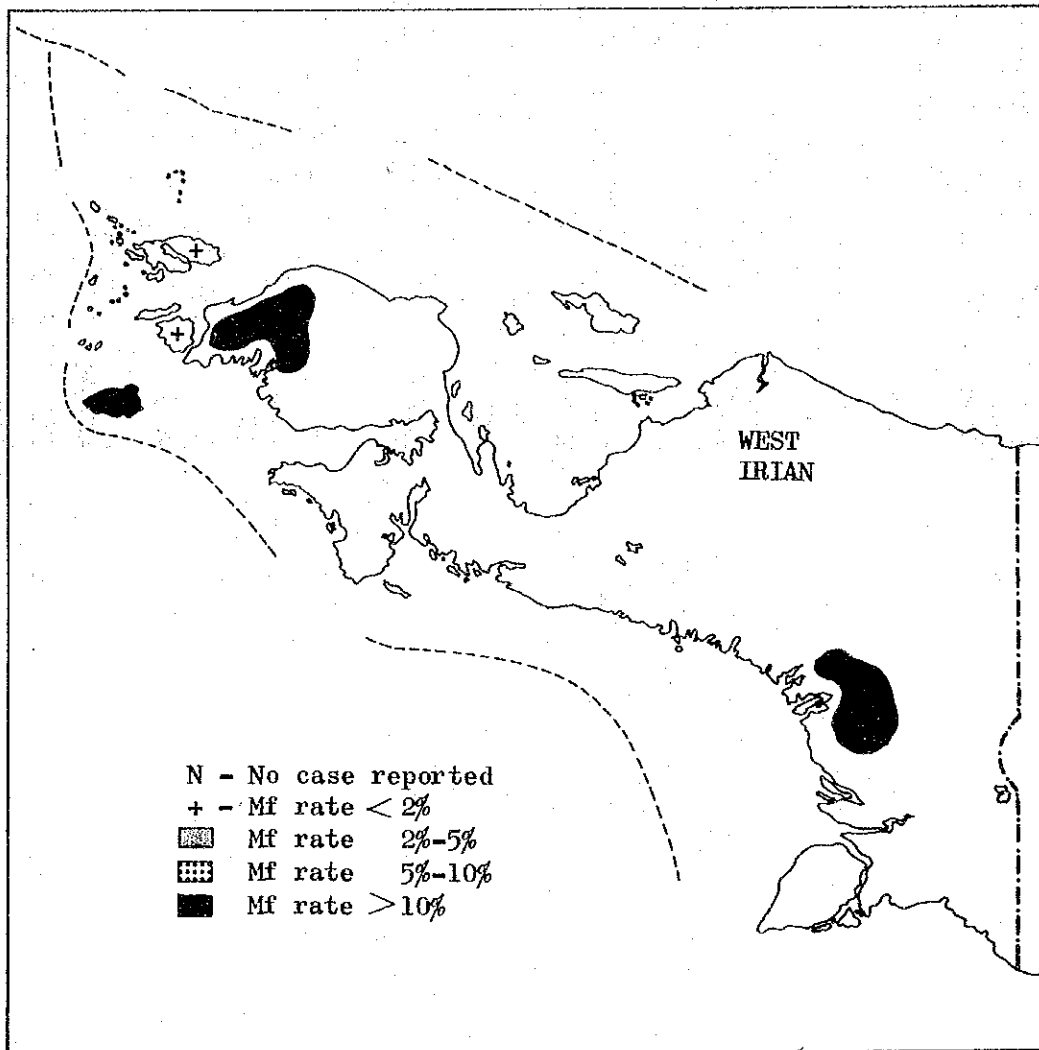 WEST
IRIAN
N - No case reported
+ - Mf rate < 2%
Mf rate 2%-5%
Mf rate 5%-10%
Mf rate > 10%